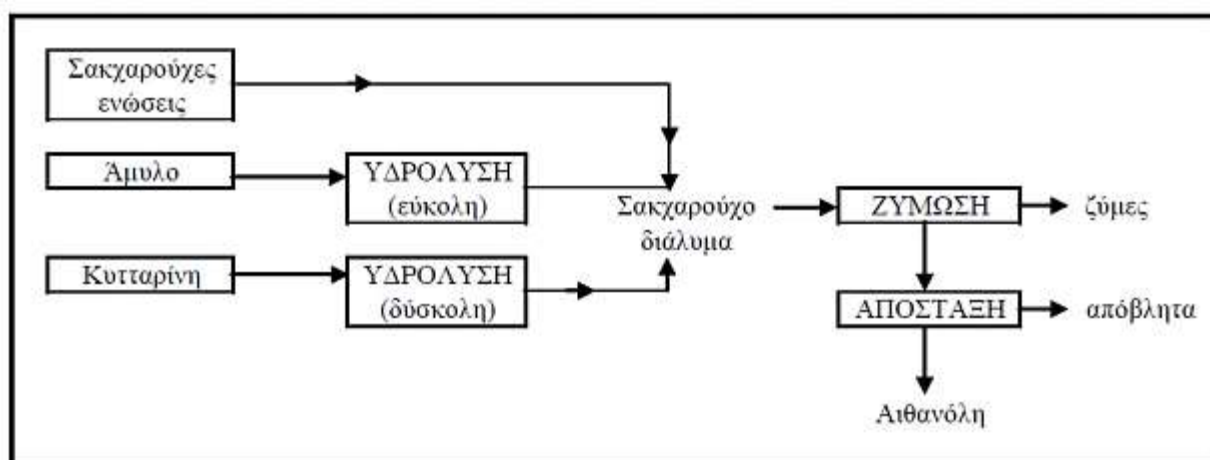 Σακχαρούχες
ενώσεις
Άμυλο
ΥΔΡΟΛΥΣΗ
(εύκολη)
Κυτταρίνη
ΥΔΡΟΛΥΣΗ
(δύσκολη)
Σακχαρούχο
διάλυμα
ΖΥΜΩΣΗ
ζύμες
ΑΠΟΣΤΑΞΗ
απόβλητα
Αιθανόλη